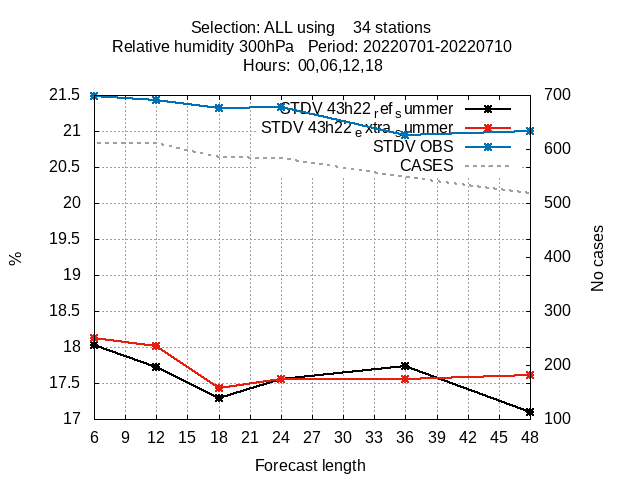 Selection: ALL using    34 stations
Relative humidity 300hPa   Period: 20220701-20220710
Hours:  00,06,12,18
21.5
21
20.5
20
19.5
19
18.5
18
17.5
17
%
STDV 43h22 ref summer
STDV 43h22 extra summer
STDV OBS
CASES
700
600
500
400
300
200
100
No cases
6 9 12 15 18 21 24 27 30 33 36 39 42 45 48
Forecast length